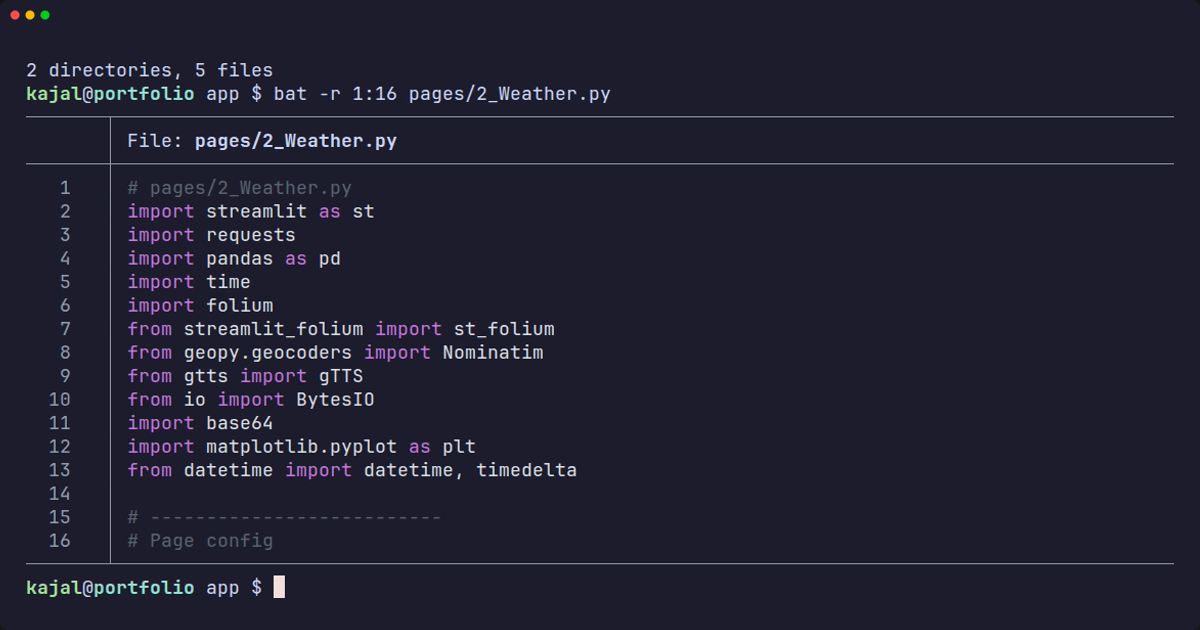 2 directories, 5 files
kajal@portfolio app $ bat -r 1:16 pages/2_Weather.py
File: pages/2_Weather.py
1 # pages/2_Weather.py
2 import streamlit as st
3 import requests
4 import pandas as pd
5 import time
6 import folium
7 from streamlit_folium import st_folium
8 from geopy.geocoders import Nominatim
9 from gtts import gTTS
10 from io import BytesIO
11 import base64
12 import matplotlib.pyplot as plt
13 from datetime import datetime, timedelta
14
15 # --------------------------
16 # Page config
kajal@portfolio app $